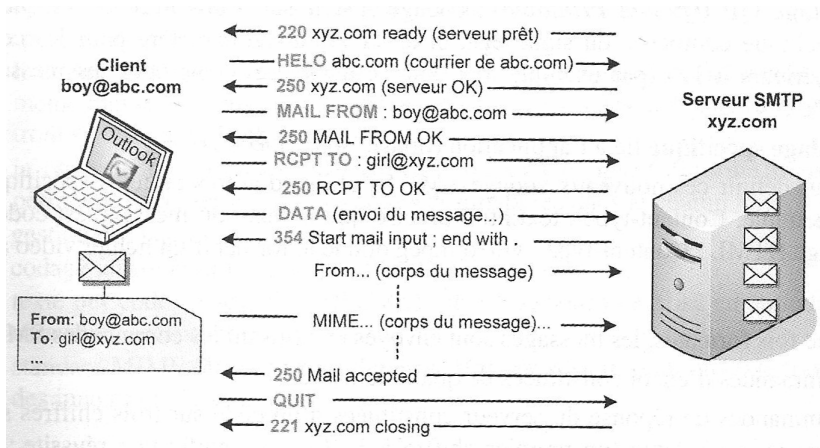 220 xyz.com ready (serveur prêt)
Client
boy@abc.com
HELO abc.com (courrier de abc.com)
250 xyz.com (serveur OK)
Serveur SMTP
xyz.com
MAIL FROM : boy@abc.com
250 MAIL FROM OK
Outlook
RCPT TO : girl@xyz.com
250 RCPT TO OK
DATA (envoi du message...)
354 Start mail input ; end with .
From... (corps du message)
From: boy@abc.com
To: girl@xyz.com
...
MIME... (corps du message)...
250 Mail accepted
QUIT
221 xyz.com closing